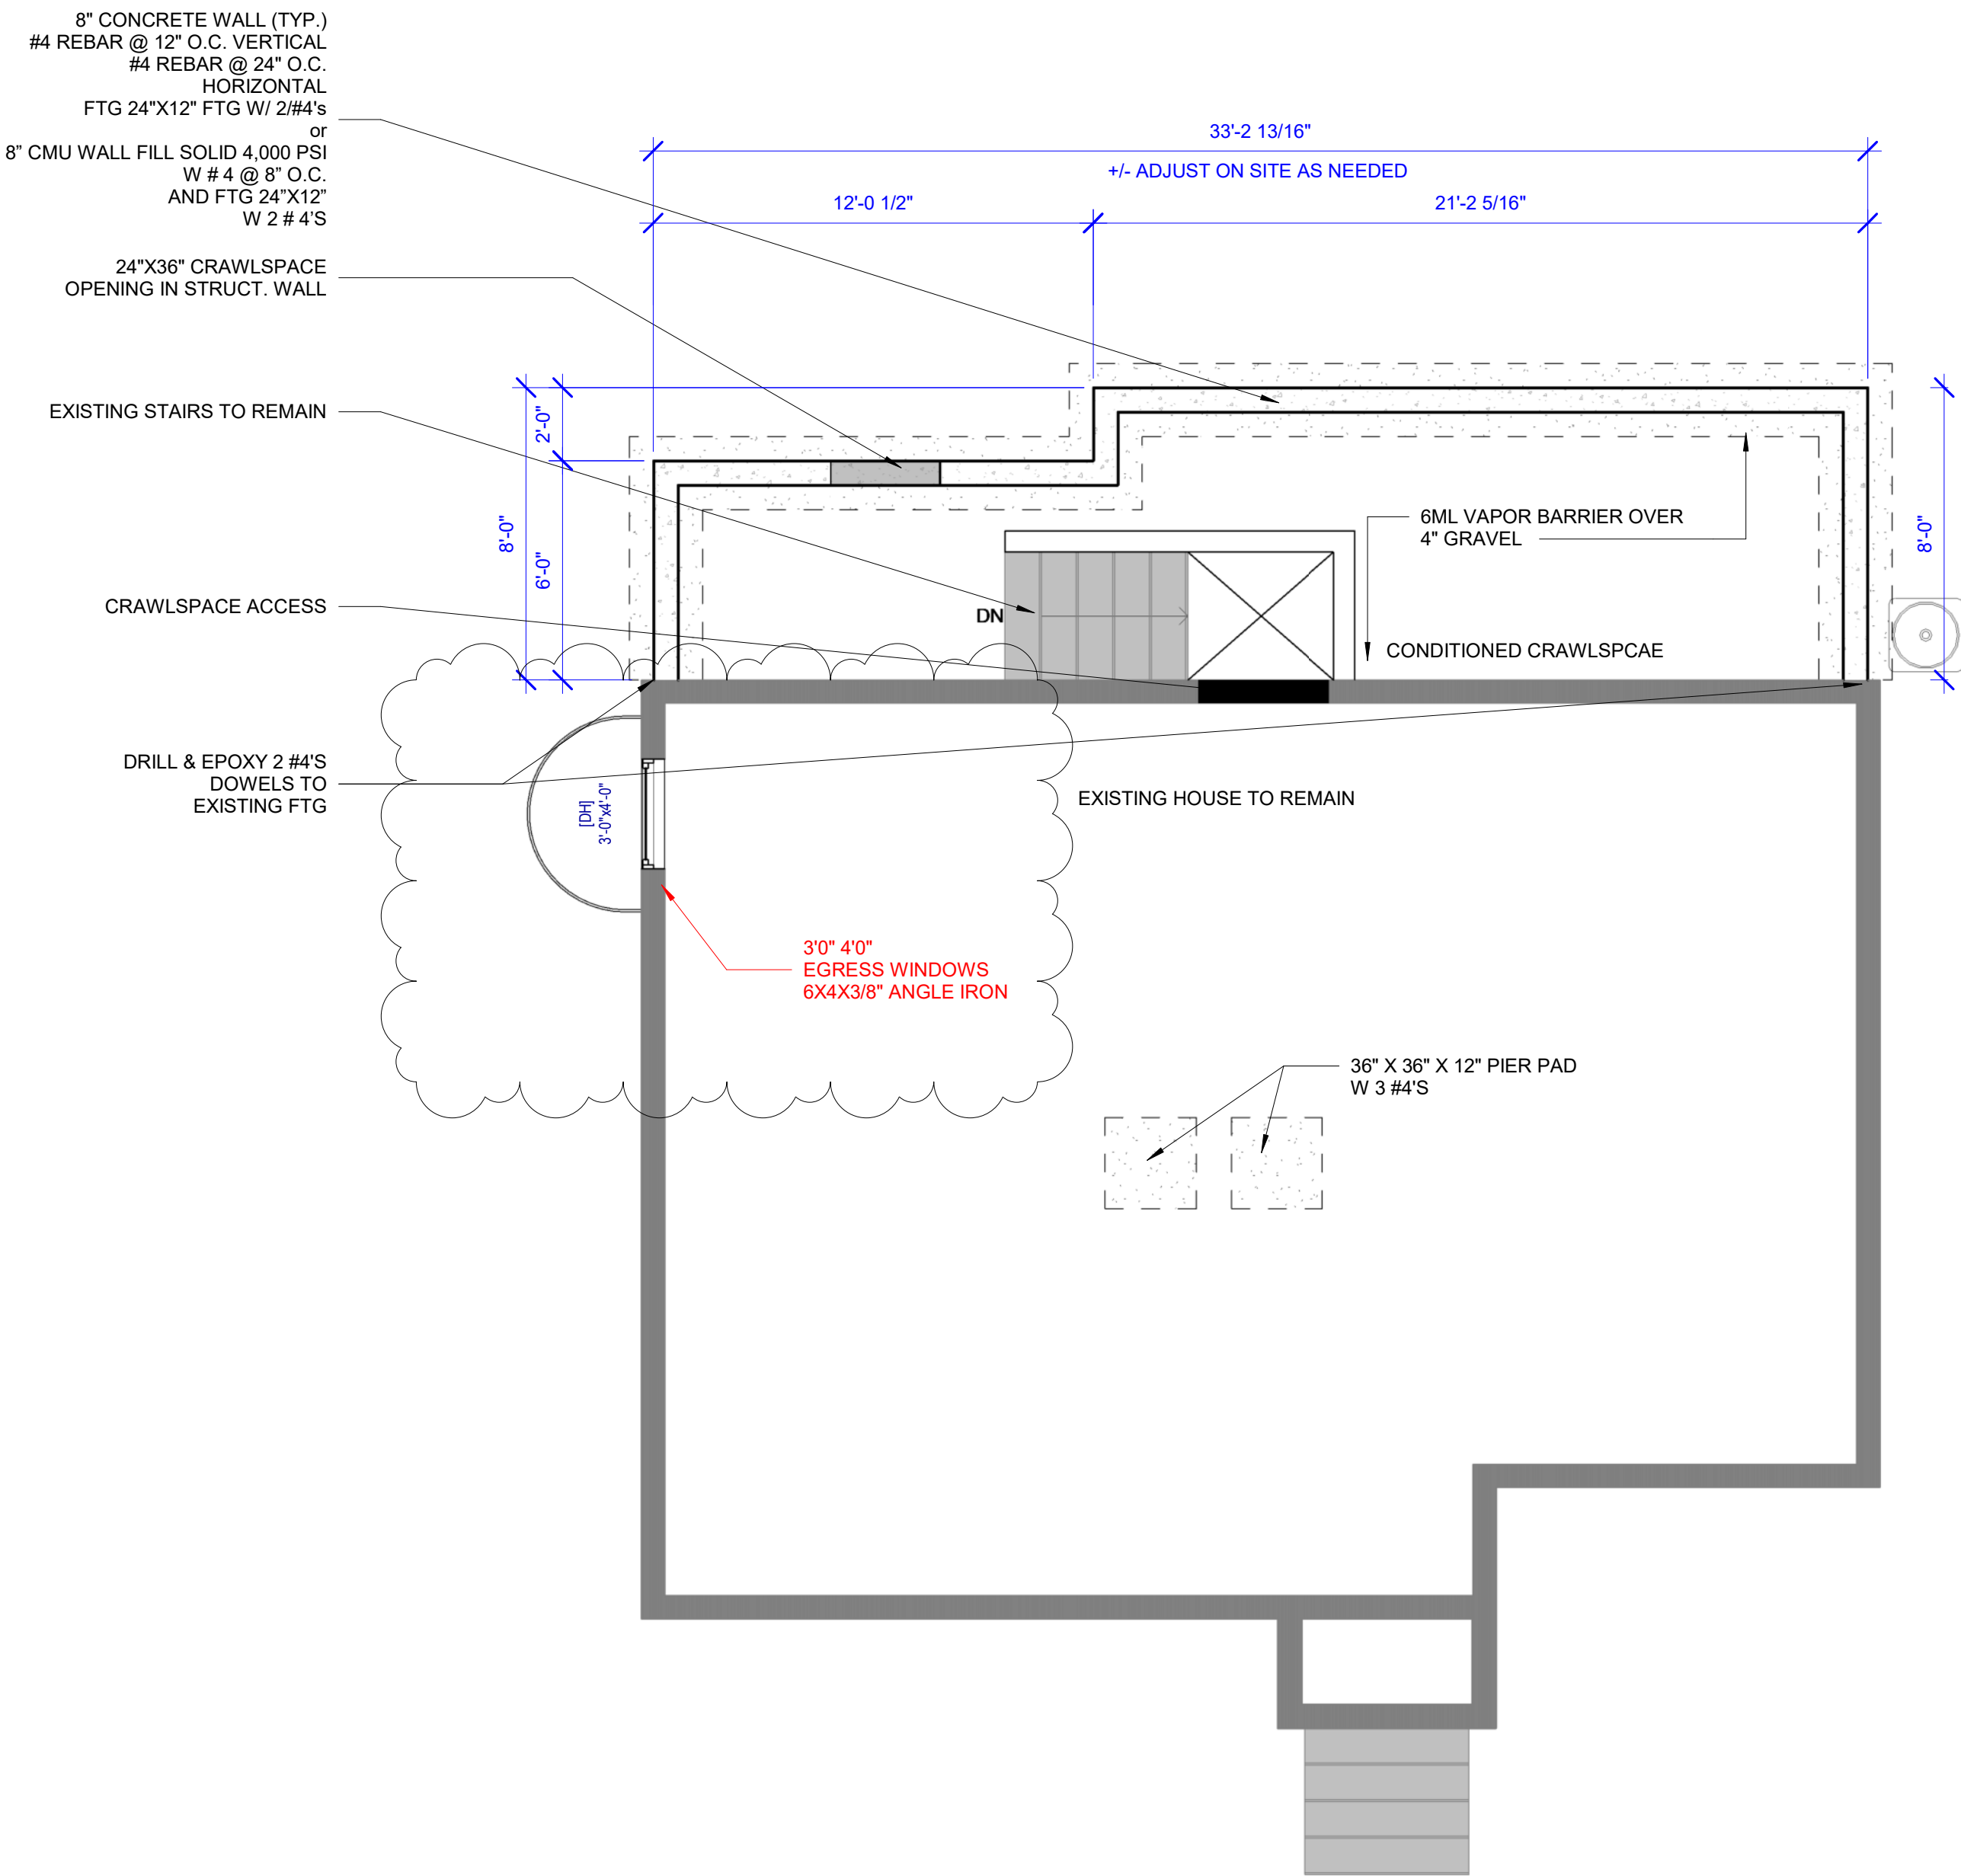 8" CONCRETE WALL (TYP.)
#4 REBAR @ 12" O.C. VERTICAL
#4 REBAR @ 24" O.C.
HORIZONTAL
FTG 24"X12" FTG W/ 2/#4's
or
8” CMU WALL FILL SOLID 4,000 PSI
W # 4 @ 8” O.C.
AND FTG 24”X12”
W 2 # 4’S
33'-2 13/16"
+/- ADJUST ON SITE AS NEEDED
12'-0 1/2"
21'-2 5/16"
24"X36" CRAWLSPACE
OPENING IN STRUCT. WALL
EXISTING STAIRS TO REMAIN
2'-0"
8'-0"
6'-0"
8'-0"
6ML VAPOR BARRIER OVER
4" GRAVEL
CRAWLSPACE ACCESS
DN
CONDITIONED CRAWLSPCAE
DRILL & EPOXY 2 #4'S
DOWELS TO
EXISTING FTG
[DH]
3'-0"x4'-0"
EXISTING HOUSE TO REMAIN
3'0" 4'0"
EGRESS WINDOWS
6X4X3/8" ANGLE IRON
36" X 36" X 12" PIER PAD
W 3 #4'S